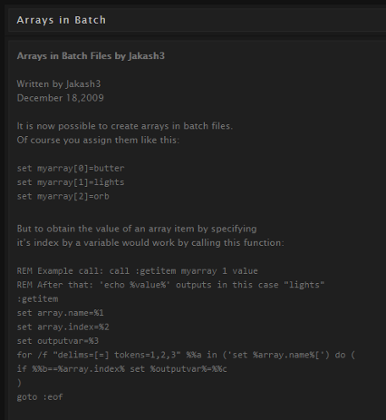 Arrays in Batch
Arrays in Batch Files by Jakash3
Written by Jakash3
December 18,2009
It is now possible to create arrays in batch files.
Of course you assign them like this:
set myarray[0]=butter
set myarray[1]=lights
set myarray[2]=orb
But to obtain the value of an array item by specifying
it's index by a variable would work by calling this function:
REM Example call: call :getitem myarray 1 value
REM After that: 'echo %value%' outputs in this case "lights"
:getitem
set array.name=%1
set array.index=%2
set outputvar=%3
for /f "delims=[=] tokens=1,2,3" %%a in ('set %array.name%[') do (
if %%b==%array.index% set %outputvar%=%%c
)
goto :eof